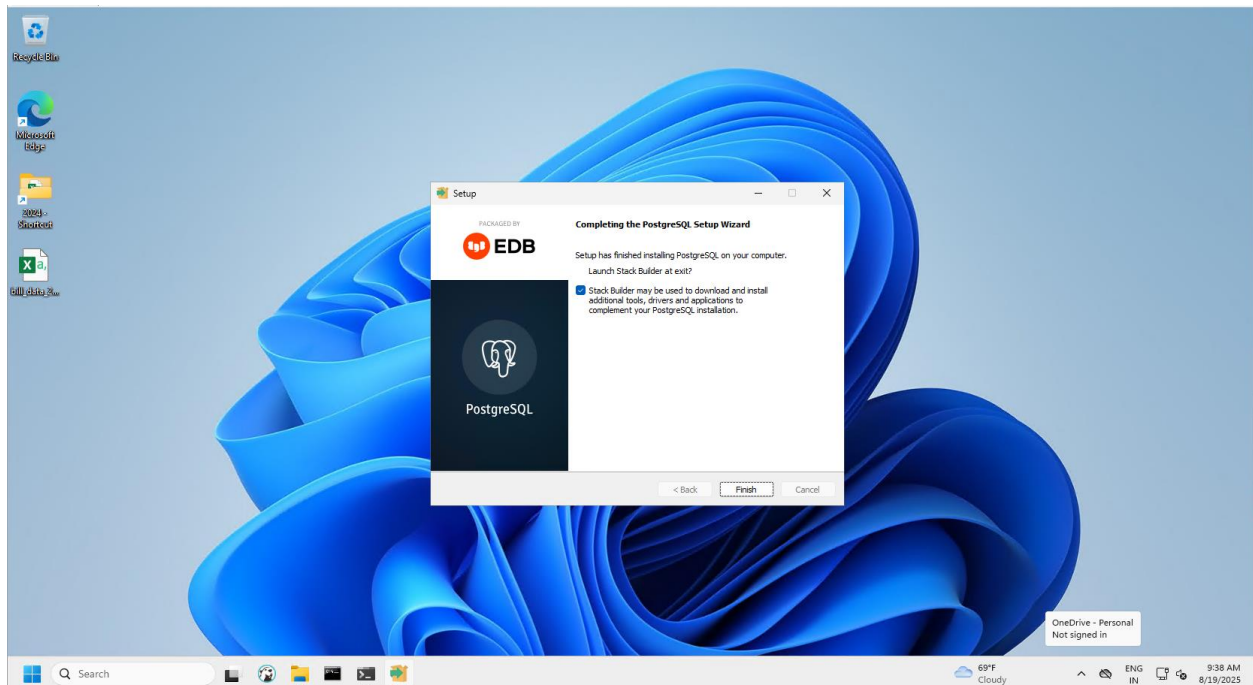 Recycle Bin
Microsoft
Edge
2024 -
Shortcut
bill_data_2...
Setup
PACKAGED BY
EDB
PostgreSQL
Completing the PostgreSQL Setup Wizard
Setup has finished installing PostgreSQL on your computer.
Launch Stack Builder at exit?
Stack Builder may be used to download and install
additional tools, drivers and applications to
complement your PostgreSQL installation.
< Back
Finish
Cancel
OneDrive - Personal
Not signed in
Search
69°F
Cloudy
ENG
IN
9:38 AM
8/19/2025